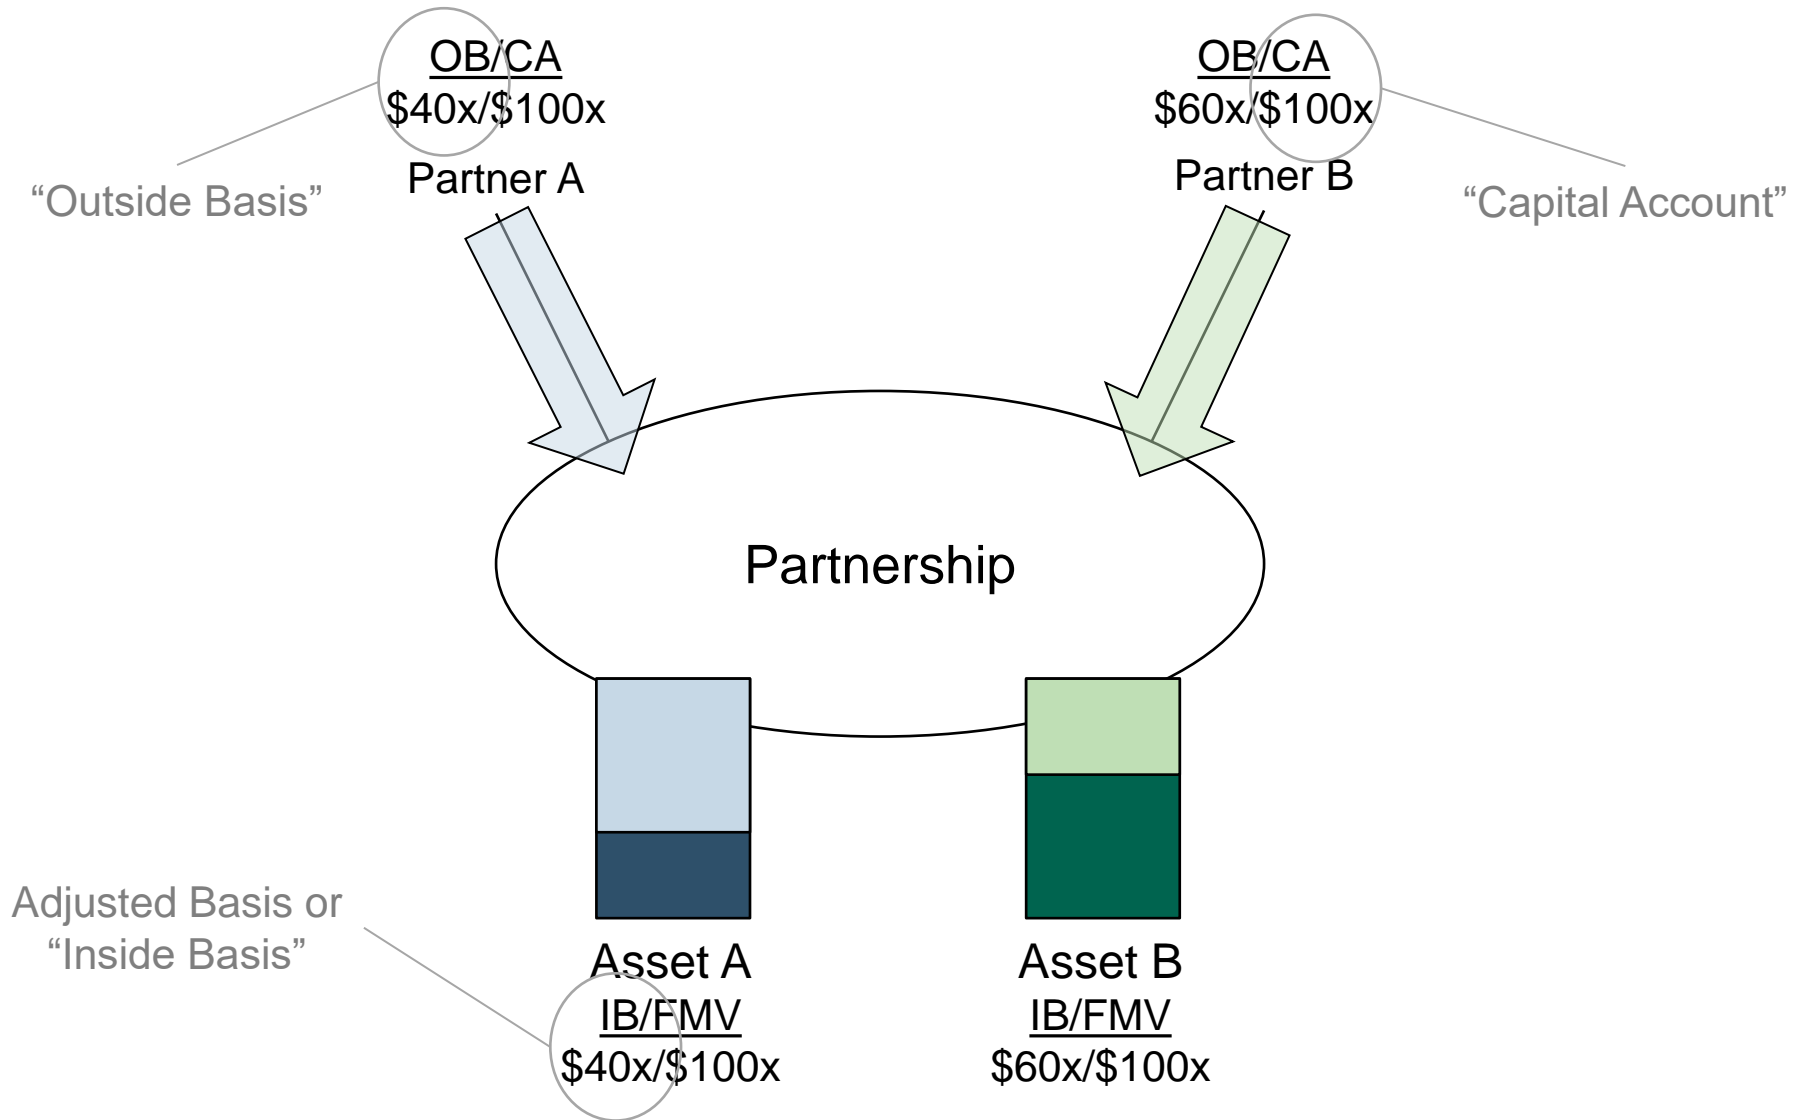 OB/CA
$40x/$100x
Partner A
“Outside Basis”
OB/CA
$60x/$100x
Partner B
“Capital Account”
Partnership
Adjusted Basis or
“Inside Basis”
Asset A
IB/FMV
$40x/$100x
Asset B
IB/FMV
$60x/$100x